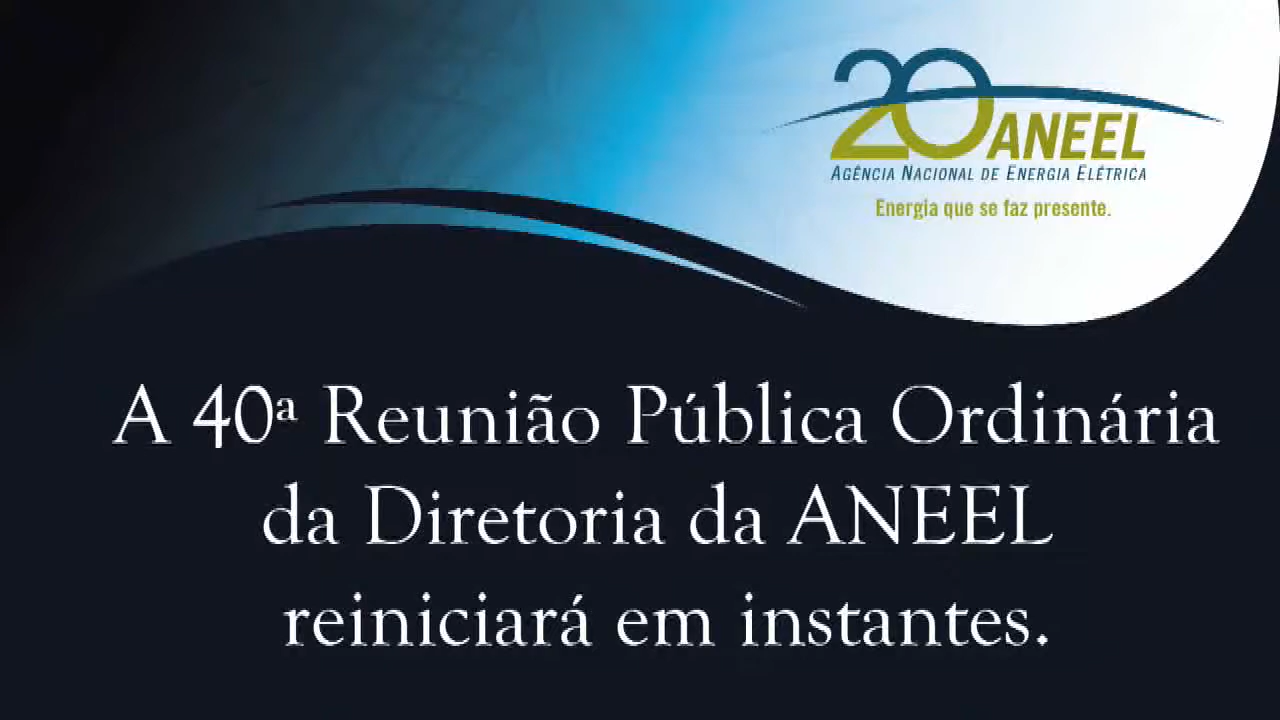 20 ANEEL
AGÊNCIA NACIONAL DE ENERGIA ELÉTRICA
Energia que se faz presente.
A 40ª Reunião Pública Ordinária
da Diretoria da ANEEL
reiniciará em instantes.